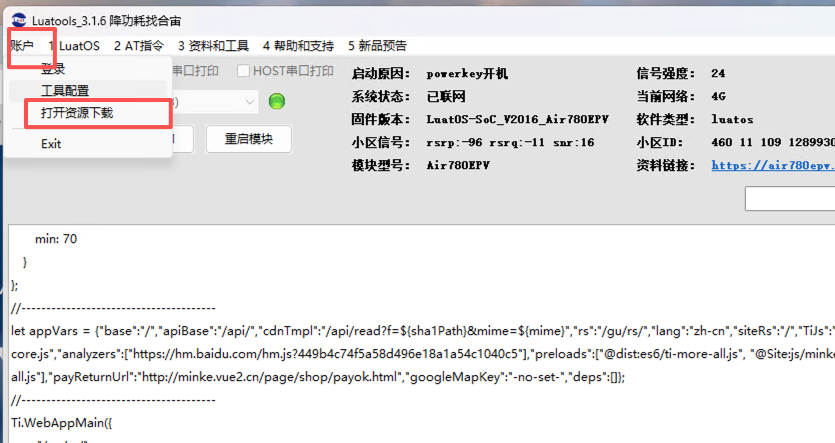 Luatools_3.1.6 降功耗找合宙
账户 1 LuatOS 2 AT指令 3 资料和工具 4 帮助和支持 5 新品预告
登录
工具配置
打开资源下载
Exit
串口打印 HOST串口打印
重启模块
启动原因: powerkey开机 信号强度: 24
系统状态: 已联网 当前网络: 4G
固件版本: LuatOS-SoC_V2016_Air780EPV 软件类型: luatos
小区信号: rsrp:-96 rsrq:-11 snr:16 小区ID: 460 11 109 1289930
模块型号: Air780EPV 资料链接: https://air780epv.
min: 70
}
};
//--------------------------------------
let appVars = {"base":"/","apiBase":"/api/","cdnTmpl":"/api/read?f=${sha1Path}&mime=${mime}","rs":"/gu/rs/","lang":"zh-cn","siteRs":"/","TiJs":"
core.js","analyzers":["https://hm.baidu.com/hm.js?449b4c74f5a58d496e18a1a54c1040c5"],"preloads":["@dist:es6/ti-more-all.js", "@Site:js/minke
all.js"],"payReturnUrl":"http://minke.vue2.cn/page/shop/payok.html","googleMapKey":"-no-set-","deps":[]};
//--------------------------------------
Ti.WebAppMain({